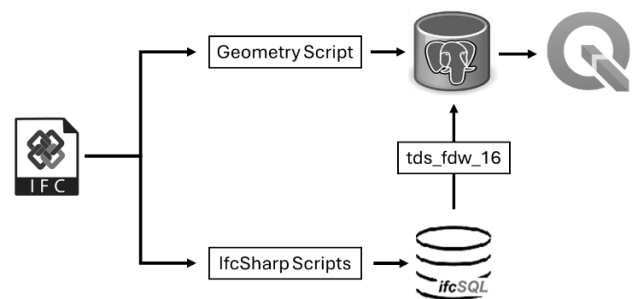 Geometry Script
IFC
tds_fdw_16
IfcSharp Scripts
ifcSQL